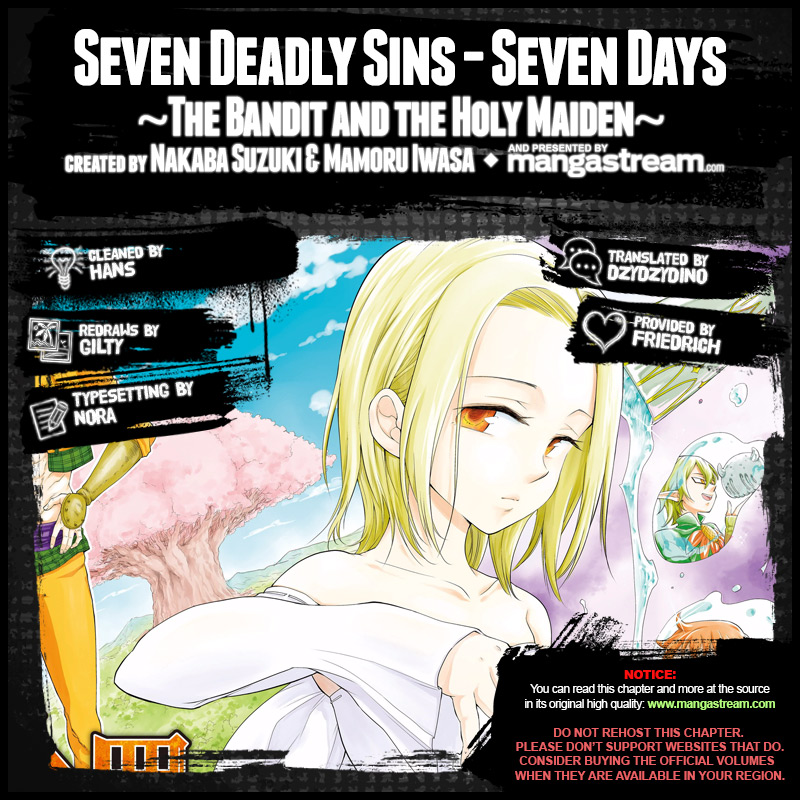 SEVEN DEADLY SINS - SEVEN DAYS
~THE BANDIT AND THE HOLY MAIDEN~
CREATED BY NAKABA SUZUKI & MAMORU IWASA ◆ AND PRESENTED BY mangastream.com
CLEANED BY
HANS
REDRAWS BY
GILTY
TYPESETTING BY
NORA
TRANSLATED BY
DZYDZYDINO
PROVIDED BY
FRIEDRICH
NOTICE:
You can read this chapter and more at the source
in its original high quality: www.mangastream.com
DO NOT REHOST THIS CHAPTER.
PLEASE DON'T SUPPORT WEBSITES THAT DO.
CONSIDER BUYING THE OFFICIAL VOLUMES
WHEN THEY ARE AVAILABLE IN YOUR REGION.